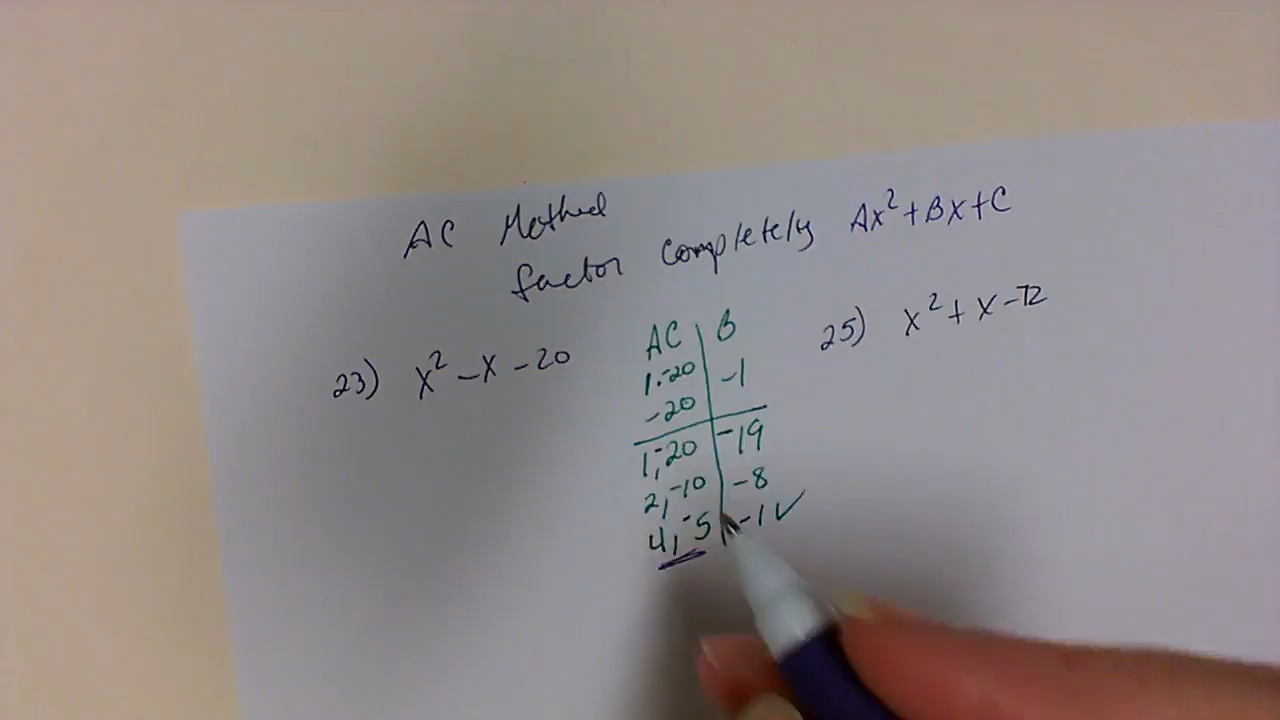 AC Method
factor completely Ax²+Bx+C
23) x² - x - 20
AC | B
1·-20 | -1
-20
1,-20 | -19
2,-10 | -8
4,-5 | -1 ✓
25) x² + x - 72